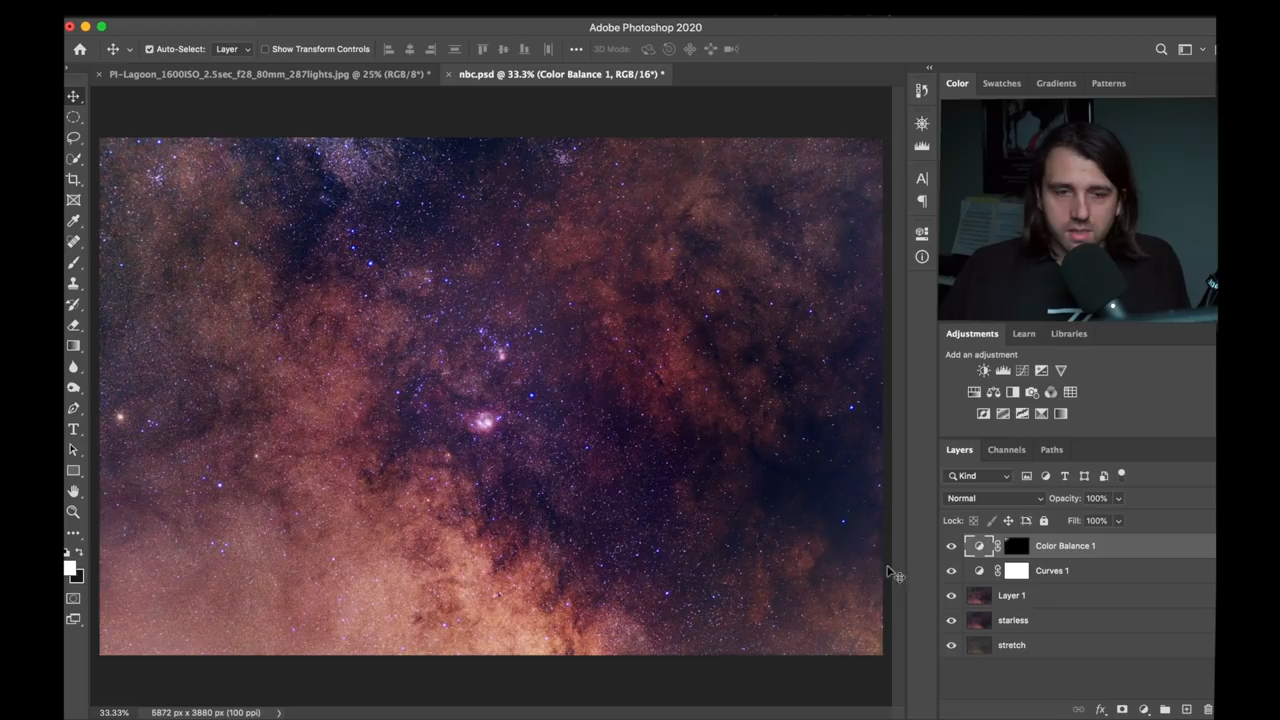 Adobe Photoshop 2020
Auto-Select: Layer Show Transform Controls 3D Mode:
PI-Lagoon_1600ISO_2.5sec_f28_80mm_287lights.jpg @ 25% (RGB/8*) *
nbc.psd @ 33.3% (Color Balance 1, RGB/16*) *
Color Swatches Gradients Patterns
Adjustments Learn Libraries
Add an adjustment
Layers Channels Paths
Kind
Normal Opacity: 100%
Lock: Fill: 100%
Color Balance 1
Curves 1
Layer 1
starless
stretch
33.33% 5872 px x 3880 px (100 ppi)